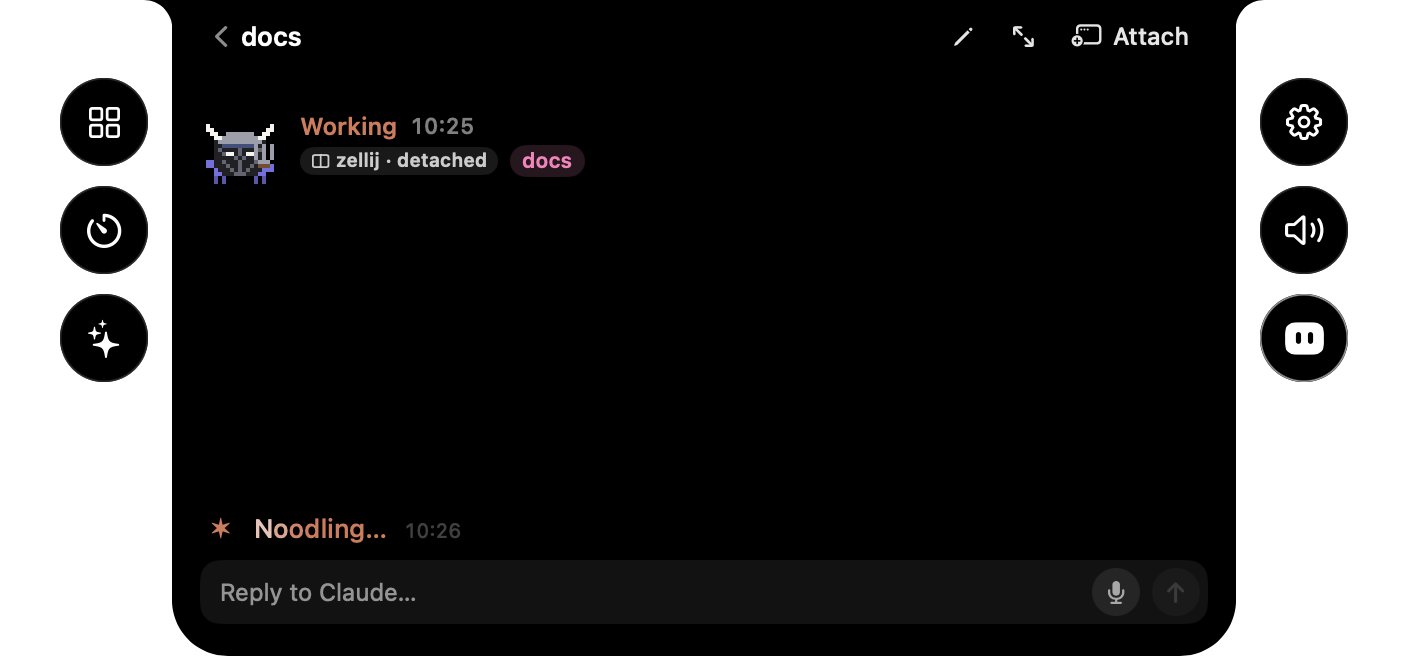 docs
Attach
Working 10:25
zellij · detached docs
Noodling... 10:26
Reply to Claude...